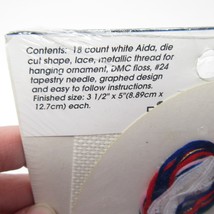 Contents: 18 count white Aida, die
cut shape, lace, metallic thread for
hanging ornament, DMC floss, #24
tapestry needle, graphed design
and easy to follow instructions.
Finished size: 3 1/2" x 5"(8.89cm x
12.7cm) each.